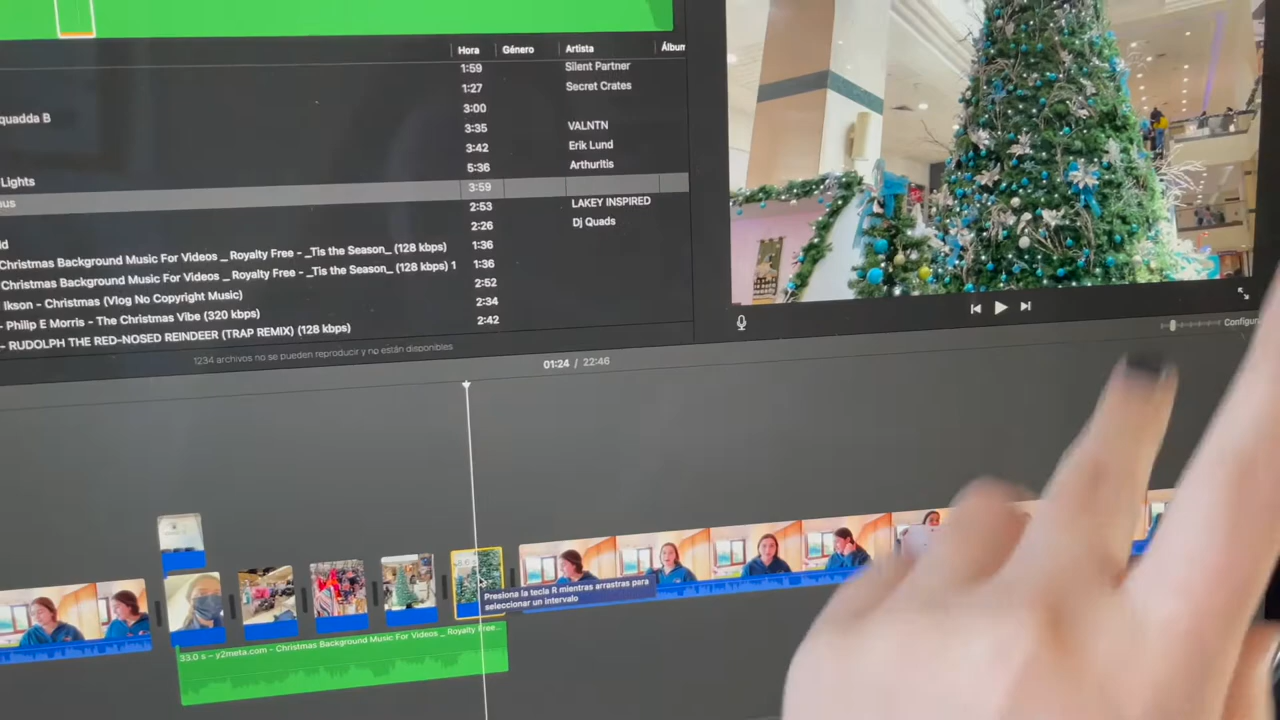 Hora Género Artista Álbum
1:59 Silent Partner
1:27 Secret Crates
quadda B 3:00
3:35 VALNTN
3:42 Erik Lund
5:36 Arthuritis
Lights 3:59
eus 2:53 LAKEY INSPIRED
2:26 Dj Quads
id 1:36
Christmas Background Music For Videos _ Royalty Free - _Tis the Season_ (128 kbps) 1:36
Christmas Background Music For Videos _ Royalty Free - _Tis the Season_ (128 kbps) 1
Ikson - Christmas (Vlog No Copyright Music) 2:52
- Philip E Morris - The Christmas Vibe (320 kbps) 2:34
- RUDOLPH THE RED-NOSED REINDEER (TRAP REMIX) (128 kbps) 2:42
1234 archivos no se pueden reproducir y no están disponibles
01:24 / 22:46
Configura
Presiona la tecla R mientras arrastras para
seleccionar un intervalo
33.0 s – y2meta.com - Christmas Background Music For Videos _ Royalty Free...